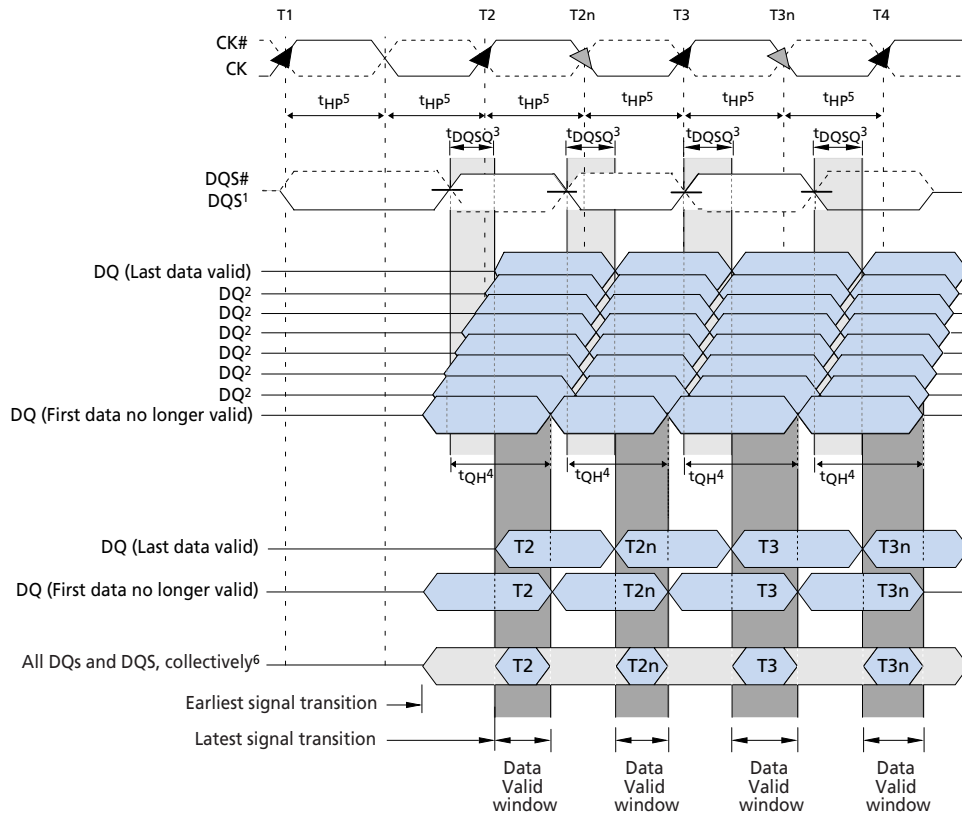 T1 T2 T2n T3 T3n T4
CK#
CK
tHP5 tHP5 tHP5 tHP5 tHP5 tHP5
tDQSQ3 tDQSQ3 tDQSQ3 tDQSQ3
DQS#
DQS1
DQ (Last data valid)
DQ2
DQ2
DQ2
DQ2
DQ2
DQ2
DQ (First data no longer valid)
tQH4 tQH4 tQH4 tQH4
DQ (Last data valid) T2 T2n T3 T3n
DQ (First data no longer valid) T2 T2n T3 T3n
All DQs and DQS, collectively6 T2 T2n T3 T3n
Earliest signal transition
Latest signal transition
Data Data Data Data
Valid Valid Valid Valid
window window window window